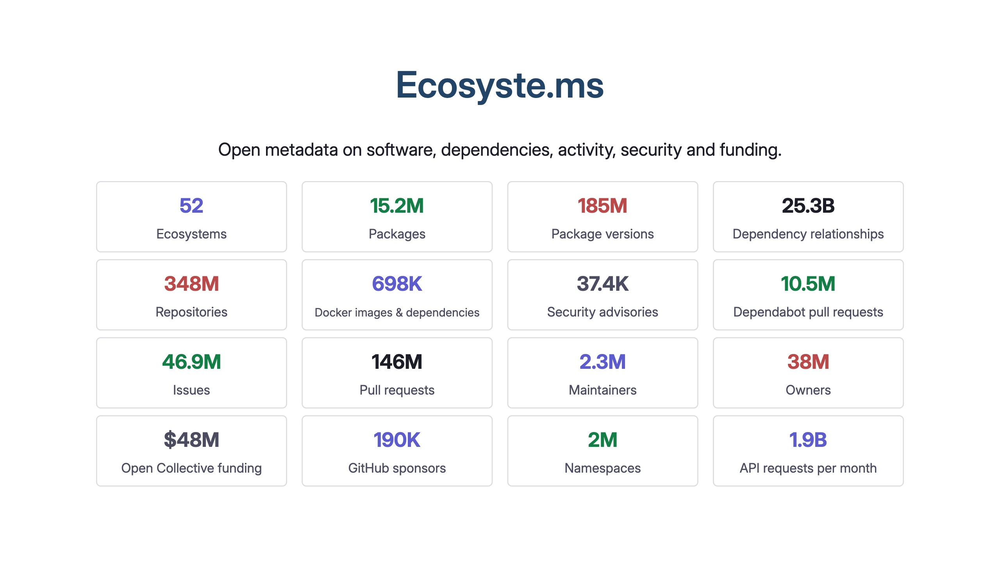 Ecosyste.ms
Open metadata on software, dependencies, activity, security and funding.
52
Ecosystems
15.2M
Packages
185M
Package versions
25.3B
Dependency relationships
348M
Repositories
698K
Docker images & dependencies
37.4K
Security advisories
10.5M
Dependabot pull requests
46.9M
Issues
146M
Pull requests
2.3M
Maintainers
38M
Owners
$48M
Open Collective funding
190K
GitHub sponsors
2M
Namespaces
1.9B
API requests per month